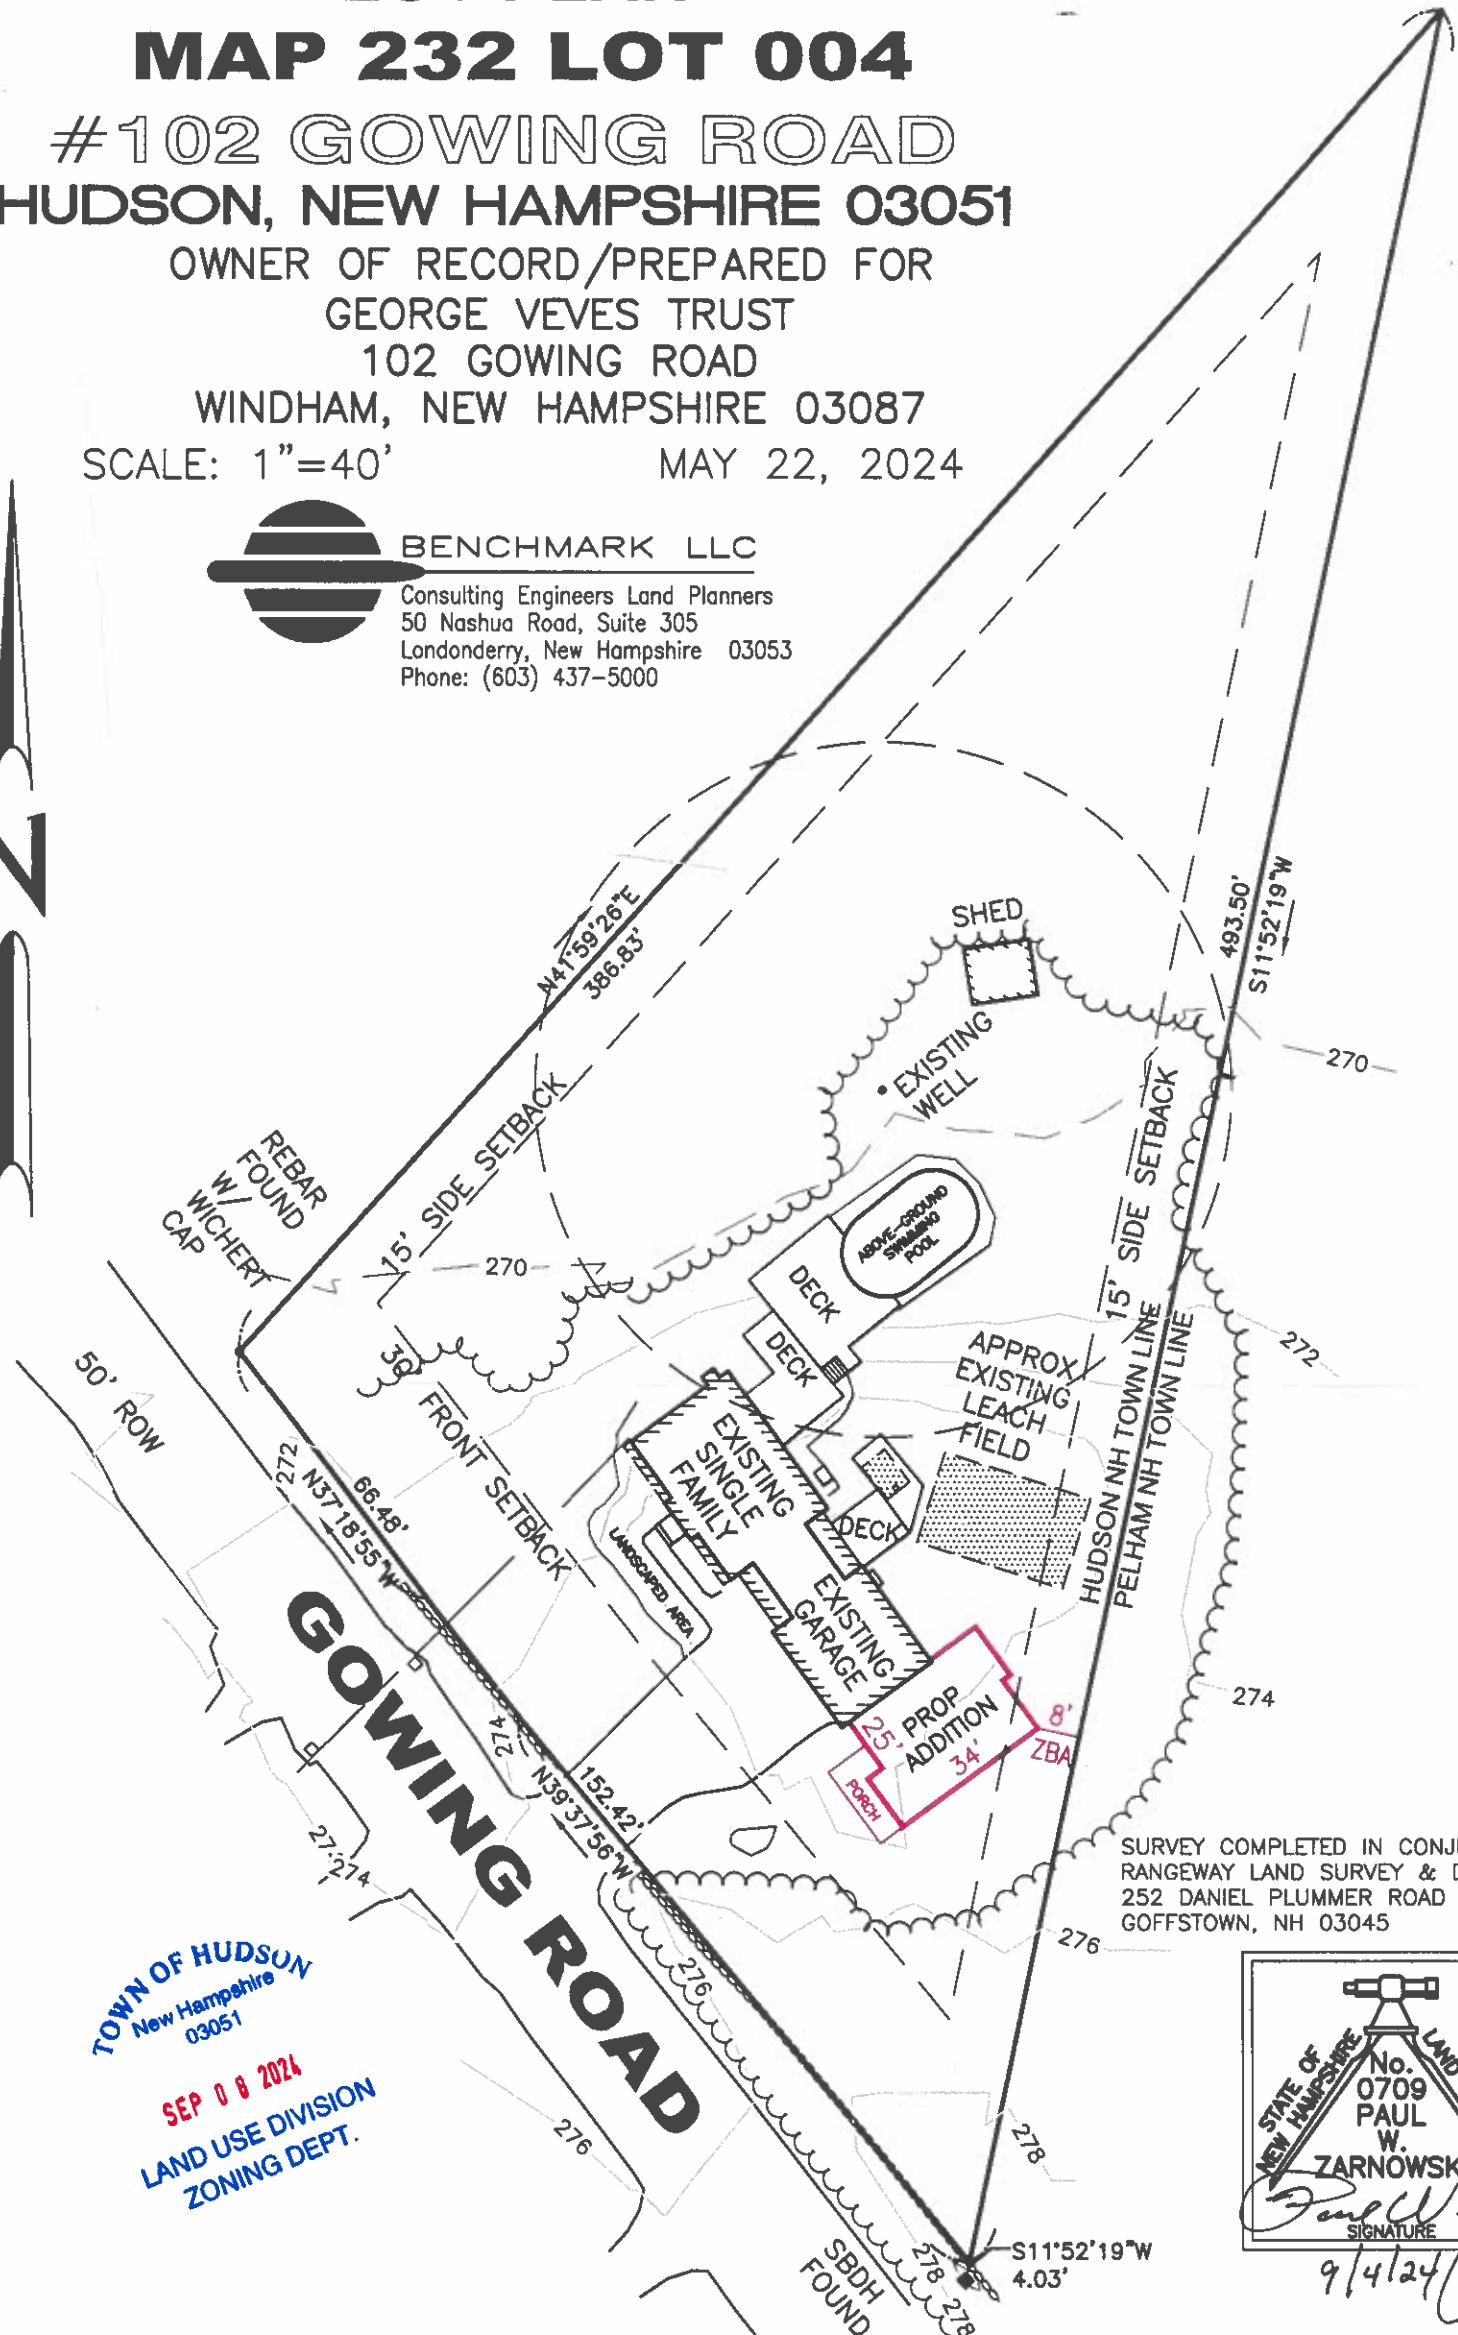 MAP 232 LOT 004
#102 GOWING ROAD
HUDSON, NEW HAMPSHIRE 03051
OWNER OF RECORD/PREPARED FOR
GEORGE VEVES TRUST
102 GOWING ROAD
WINDHAM, NEW HAMPSHIRE 03087
SCALE: 1"=40'
MAY 22, 2024
BENCHMARK LLC
Consulting Engineers Land Planners
50 Nashua Road, Suite 305
Londonderry, New Hampshire 03053
Phone: (603) 437-5000
N
N41°59'26"E
386.83'
493.50'
S11°52'19"W
SHED
EXISTING
WELL
270
15' SIDE SETBACK
15' SIDE SETBACK
REBAR
FOUND
W/
WICHERT
CAP
270
ABOVE-GROUND
SWIMMING
POOL
DECK
DECK
272
50' ROW
30' FRONT SETBACK
APPROX
EXISTING
LEACH
FIELD
HUDSON NH TOWN LINE
PELHAM NH TOWN LINE
272
66.48'
N37°18'55"W
EXISTING
SINGLE
FAMILY
DECK
LANDSCAPED AREA
EXISTING
GARAGE
GOWING ROAD
274
PROP
ADDITION
25'
34'
8'
ZBA
PORCH
274
152.42'
N39°37'56"W
274
SURVEY COMPLETED IN
RANGEWAY LAND SURVEY &
252 DANIEL PLUMMER ROAD
GOFFSTOWN, NH 03045
276
276
276
278
TOWN OF HUDSON
New Hampshire
03051
SEP 08 2024
LAND USE DIVISION
ZONING DEPT.
STATE OF
NEW HAMPSHIRE
LAND
No.
0709
PAUL
W.
SIGNATURE
9/4/24
S11°52'19"W
4.03'
278
278
SBDH
FOUND